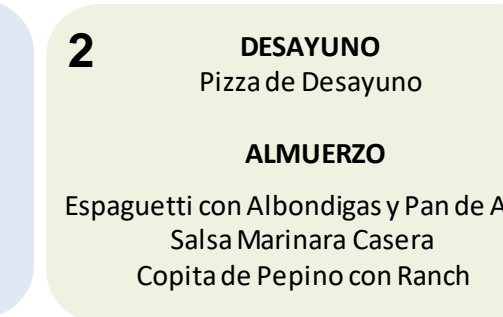 2
DESAYUNO
Pizza de Desayuno
ALMUERZO
Espaguetti con Albondigas y Pan de
Salsa Marinara Casera
Copita de Pepino con Ranch